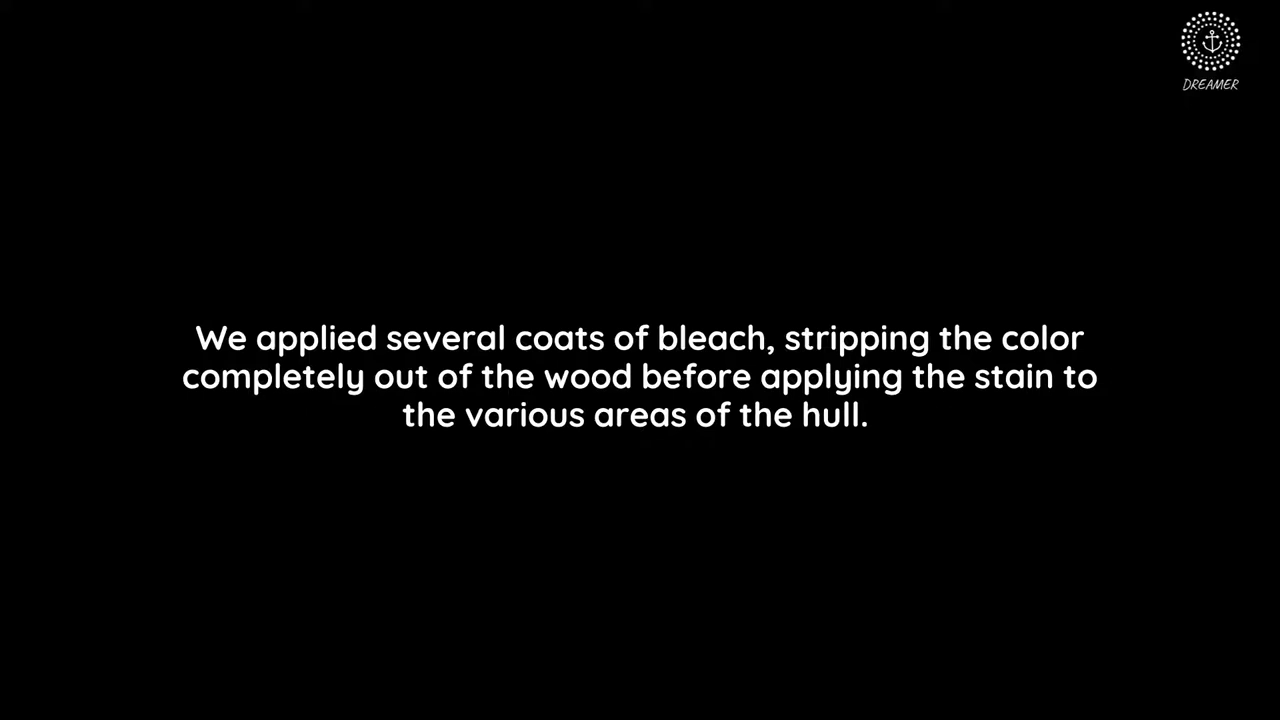 DREAMER
We applied several coats of bleach, stripping the color
completely out of the wood before applying the stain to
the various areas of the hull.